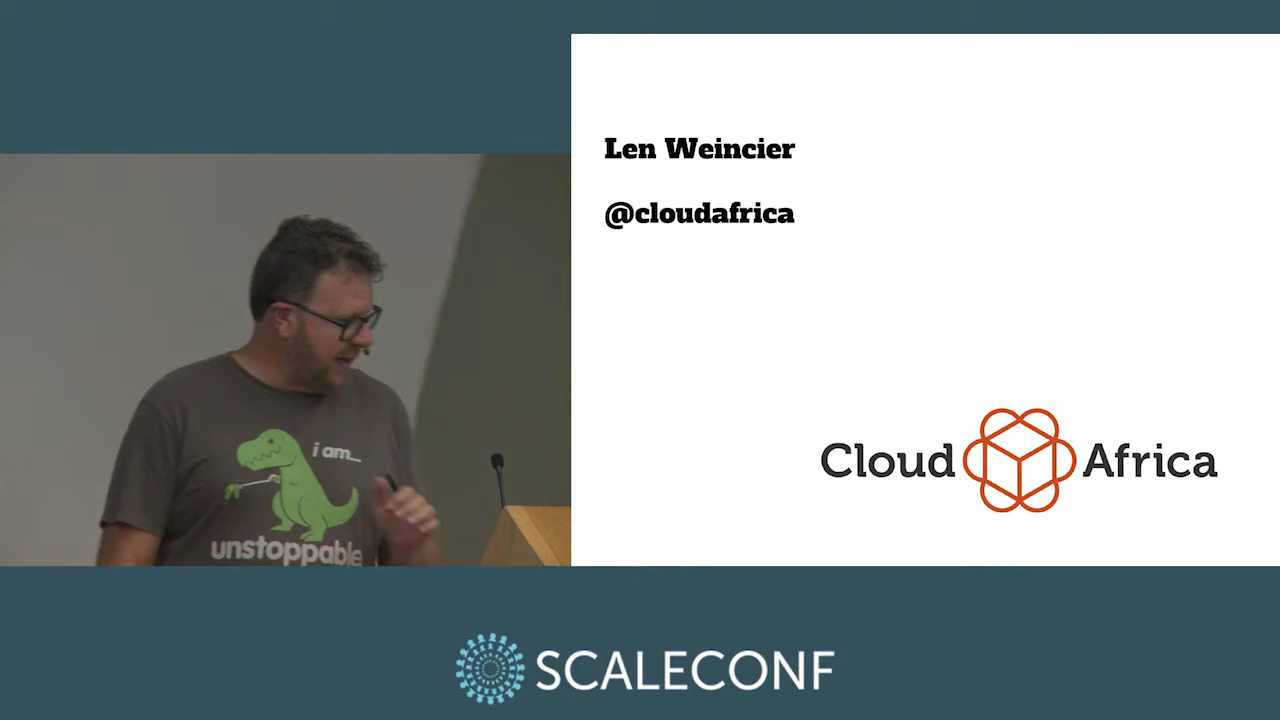 Len Weincier
@cloudafrica
Cloud Africa
i am...
unstoppable
SCALECONF